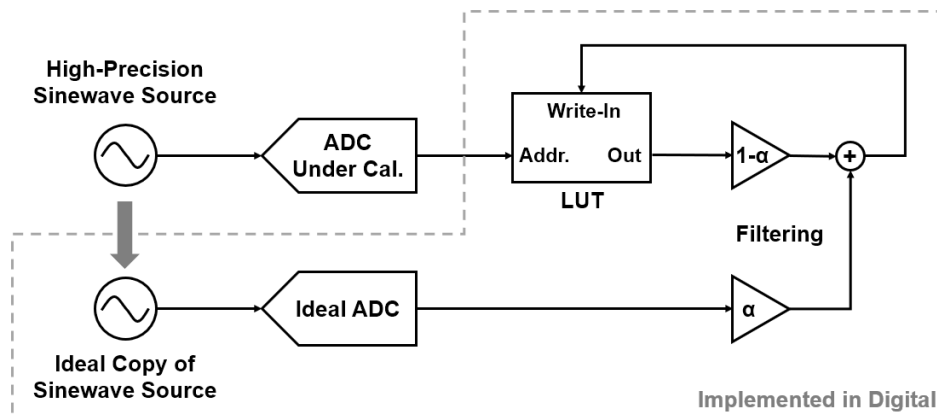 High-Precision
Sinewave Source
ADC
Under Cal.
Write-In
Addr. Out
LUT
1-α
+
Filtering
Ideal ADC
α
Ideal Copy of
Sinewave Source
Implemented in Digital